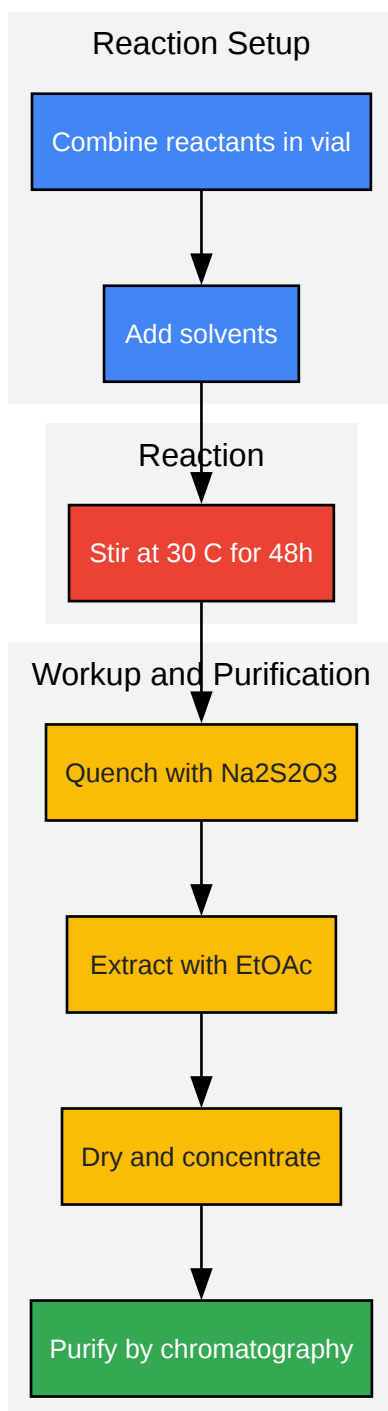 Reaction Setup
Combine reactants in vial
Add solvents
Reaction
Stir at 30 C for 48h
Workup and Purification
Quench with Na2S2O3
Extract with EtOAc
Dry and concentrate
Purify by chromatography